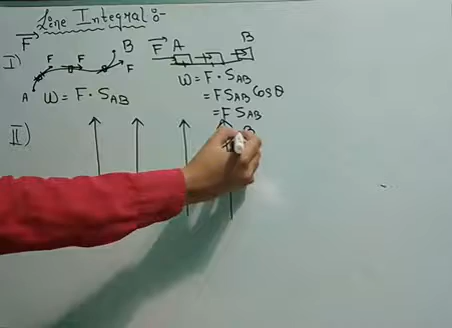 Line Integral :-
F
I)
F F F B
A
W = F · S_AB
F A B
W = F · S_AB
= F S_AB Cos θ
= F S_AB
II)
B